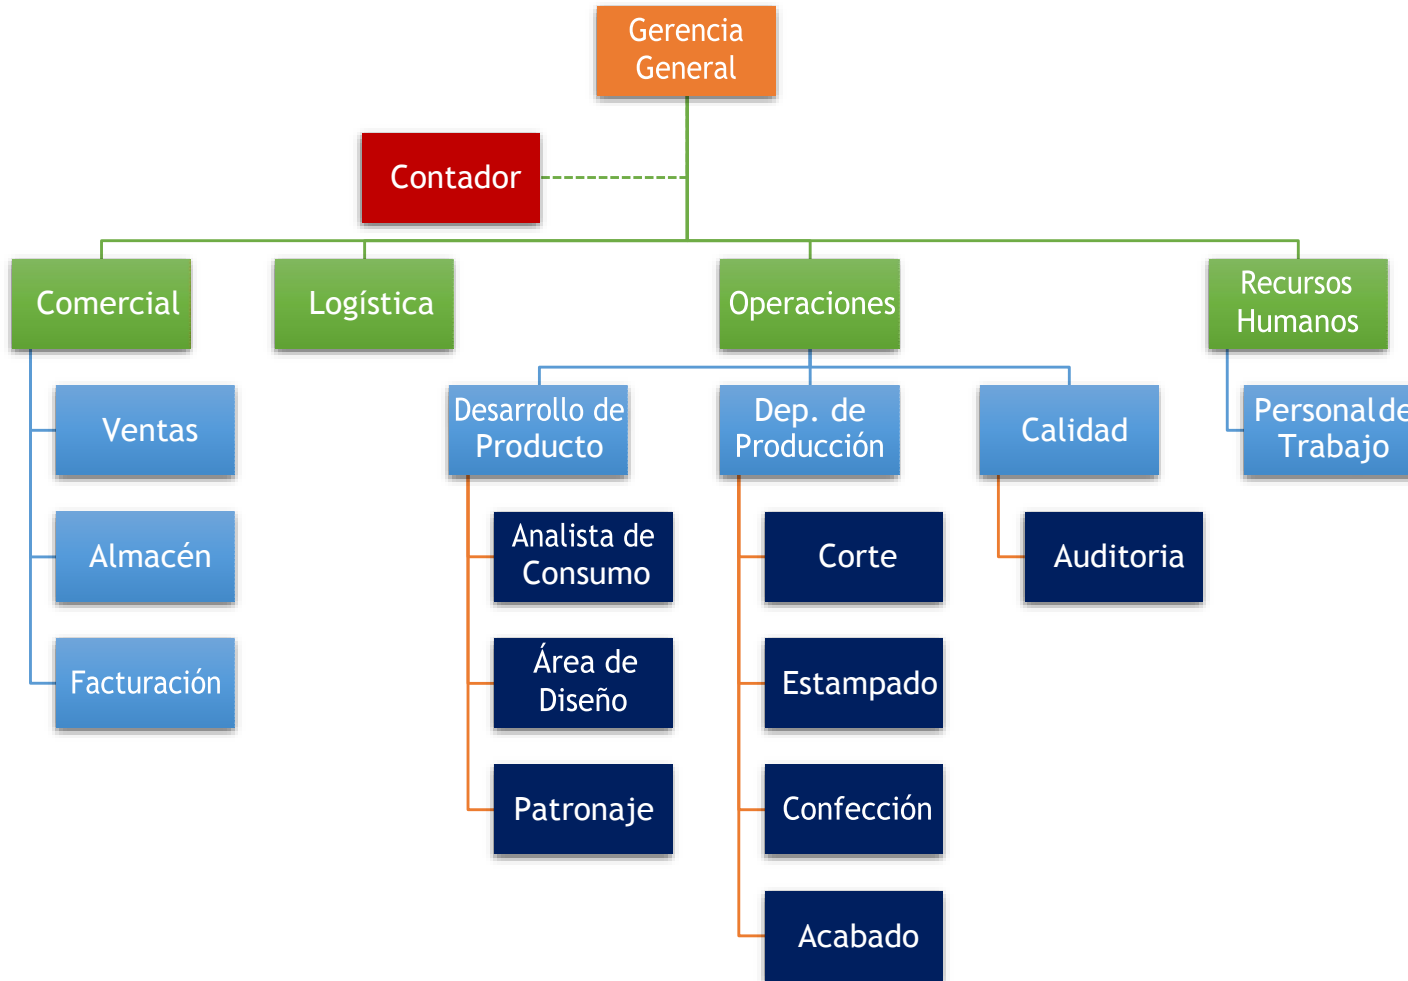 Gerencia
General
Contador
Comercial
Logística
Operaciones
Recursos
Humanos
Ventas
Desarrollo de
Producto
Dep. de
Producción
Calidad
Personal de
Trabajo
Almacén
Analista de
Consumo
Corte
Auditoria
Facturación
Área de
Diseño
Estampado
Patronaje
Confección
Acabado